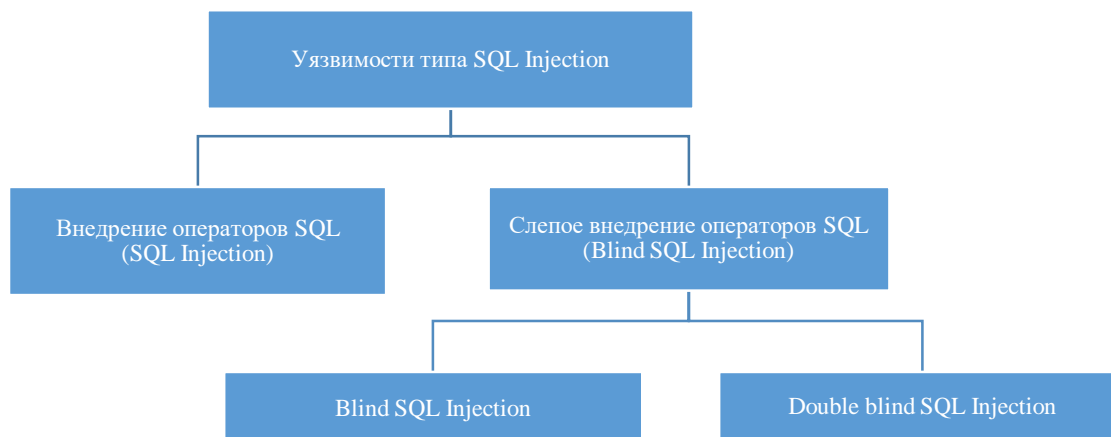 Уязвимости типа SQL Injection
Внедрение операторов SQL
(SQL Injection)
Слепое внедрение операторов SQL
(Blind SQL Injection)
Blind SQL Injection
Double blind SQL Injection